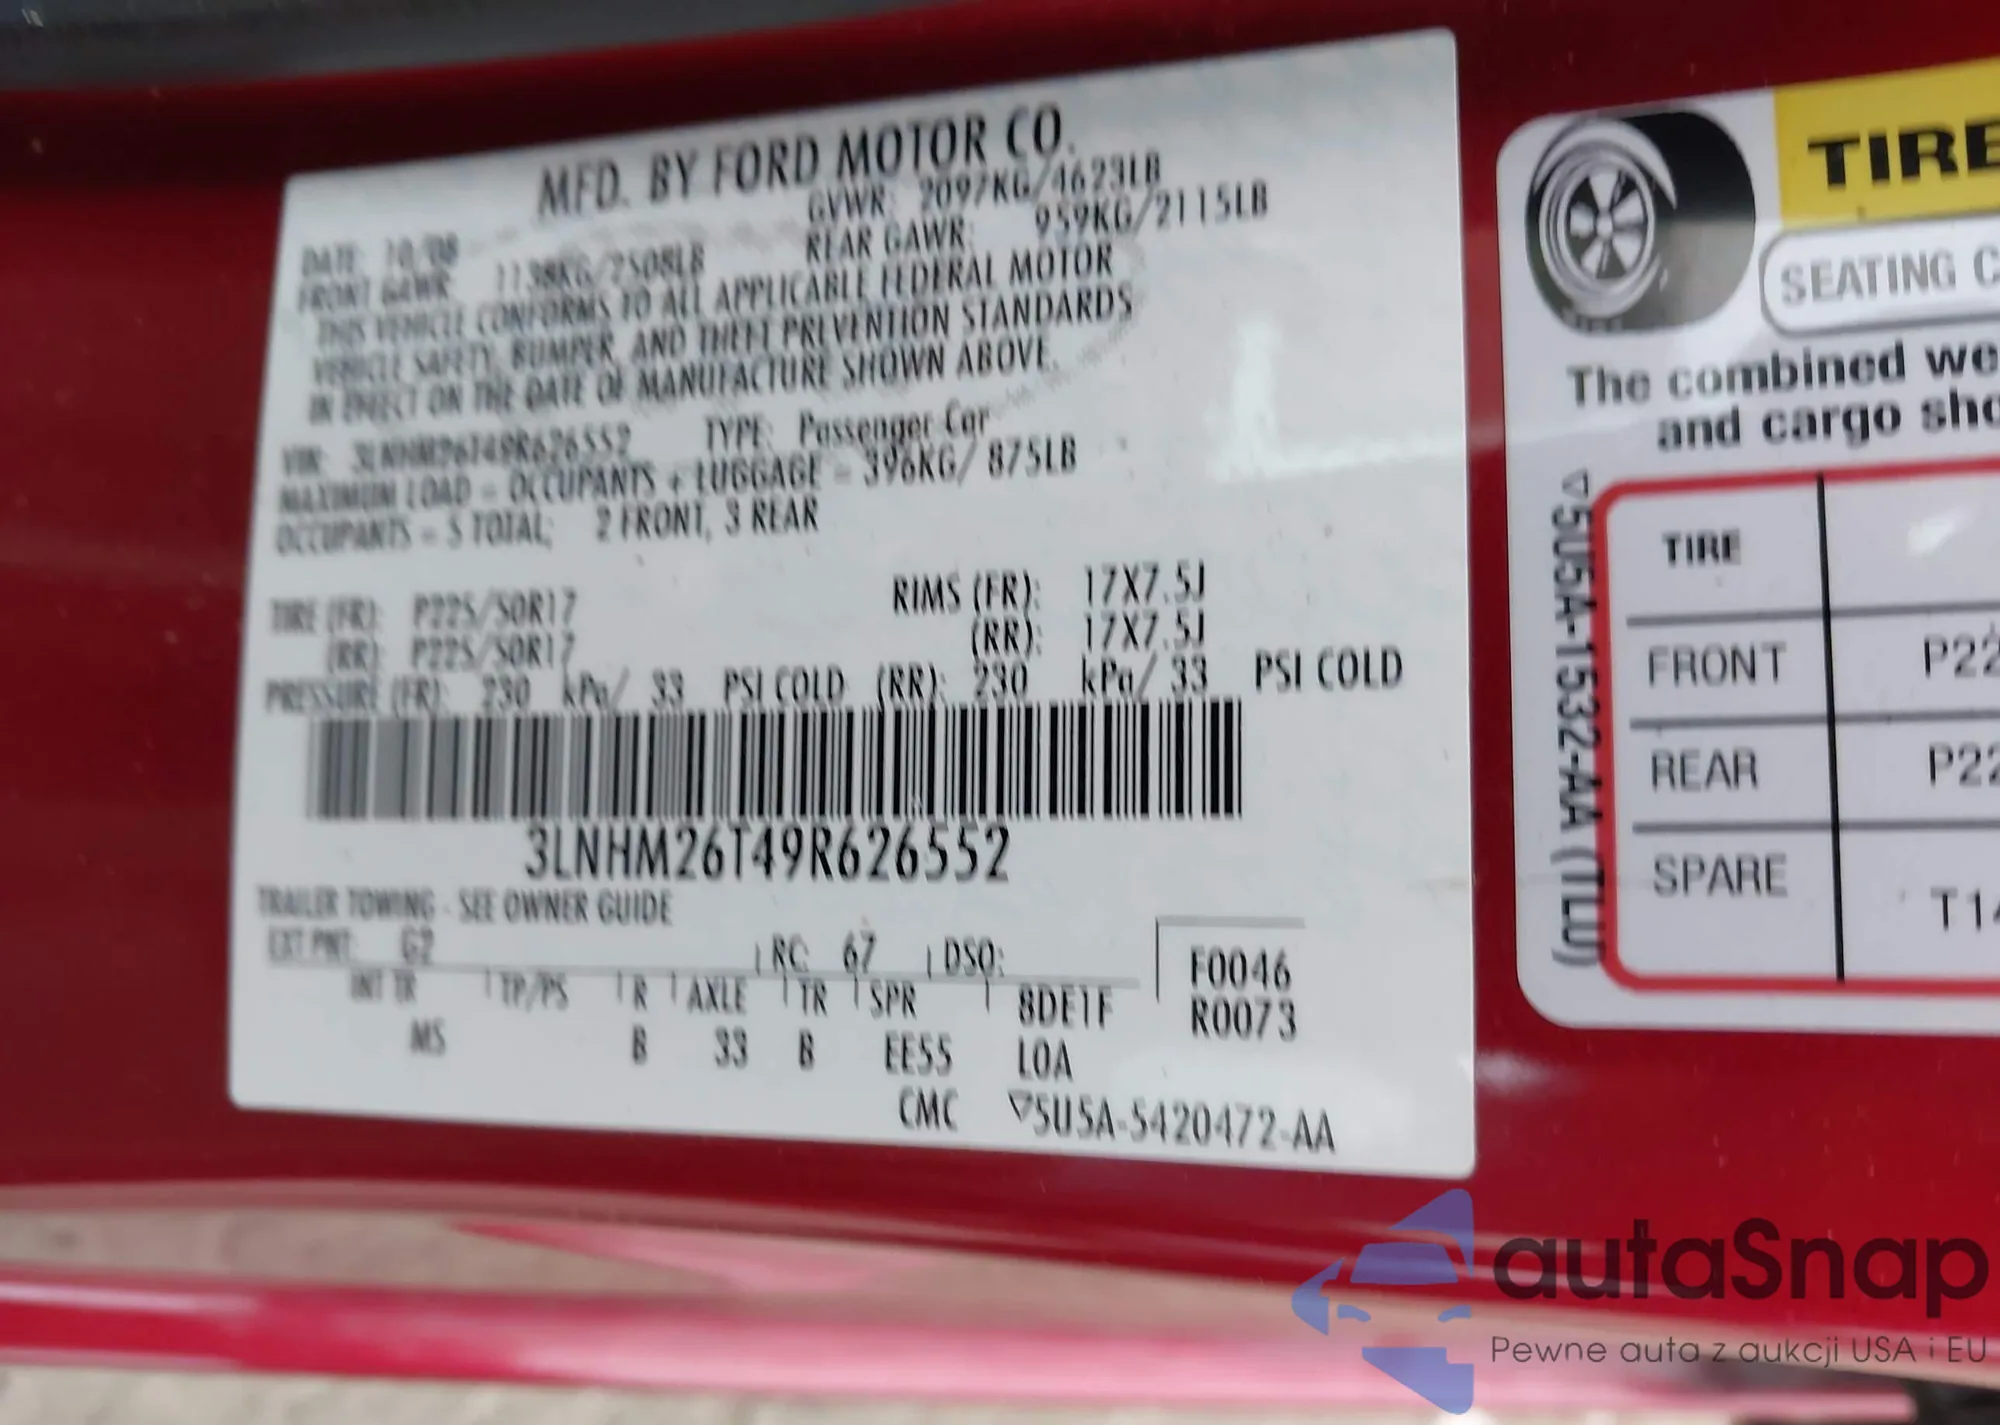 MFD. BY FORD MOTOR CO.
DATE: 10/08 GVWR: 2097KG/4623LB
FRONT GAWR: 1138KG/2508LB REAR GAWR: 959KG/2115LB
THIS VEHICLE CONFORMS TO ALL APPLICABLE FEDERAL MOTOR
VEHICLE SAFETY, BUMPER, AND THEFT PREVENTION STANDARDS
IN EFFECT ON THE DATE OF MANUFACTURE SHOWN ABOVE.
VIN: 3LNHM26T49R626552 TYPE: Passenger Car
MAXIMUM LOAD - OCCUPANTS + LUGGAGE - 396KG/ 875LB
OCCUPANTS - 5 TOTAL; 2 FRONT, 3 REAR
TIRE (FR): P225/50R17 RIMS (FR): 17X7.5J
(RR): P225/50R17 (RR): 17X7.5J
PRESSURE (FR): 230 kPa/ 33 PSI COLD (RR): 230 kPa/ 33 PSI COLD
3LNHM26T49R626552
TRAILER TOWING - SEE OWNER GUIDE
EXT PNT: G2 RC: 67 DSO: F0046
INT TR TP/PS R AXLE TR SPR 8DE1F R0073
MS B 33 B EE55 LOA
CMC ▽5U5A-5420472-AA
TIRE
SEATING C
The combined we
and cargo sho
▽5U5A-1532-AA (TLU)
TIRE
FRONT P22
REAR P22
SPARE T14
autaSnap
Pewne auta z aukcji USA i EU